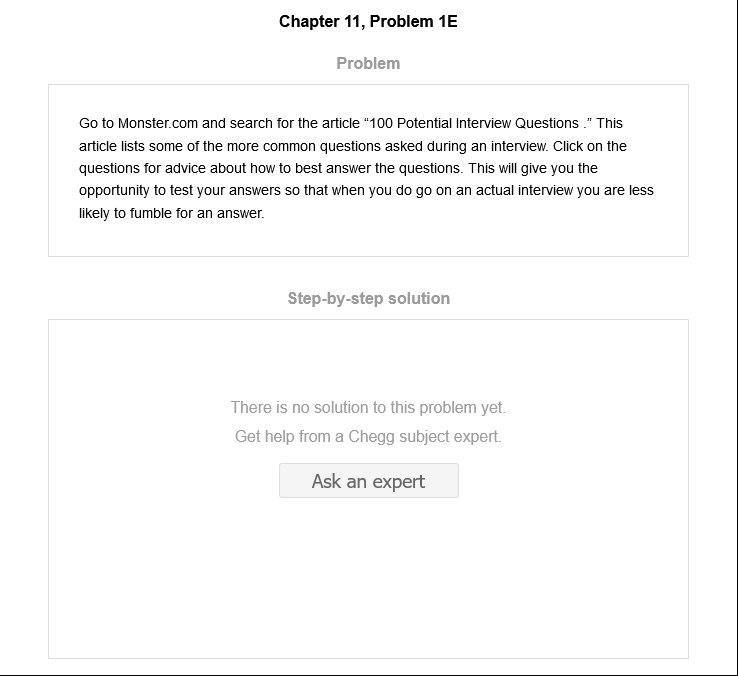 Chapter 11, Problem 1E
Problem
Go to Monster.com and search for the article “100 Potential Interview Questions .” This
article lists some of the more common questions asked during an interview. Click on the
questions for advice about how to best answer the questions. This will give you the
opportunity to test your answers so that when you do go on an actual interview you are less
likely to fumble for an answer.
Step-by-step solution
There is no solution to this problem yet.
Get help from a Chegg subject expert.
Ask an expert